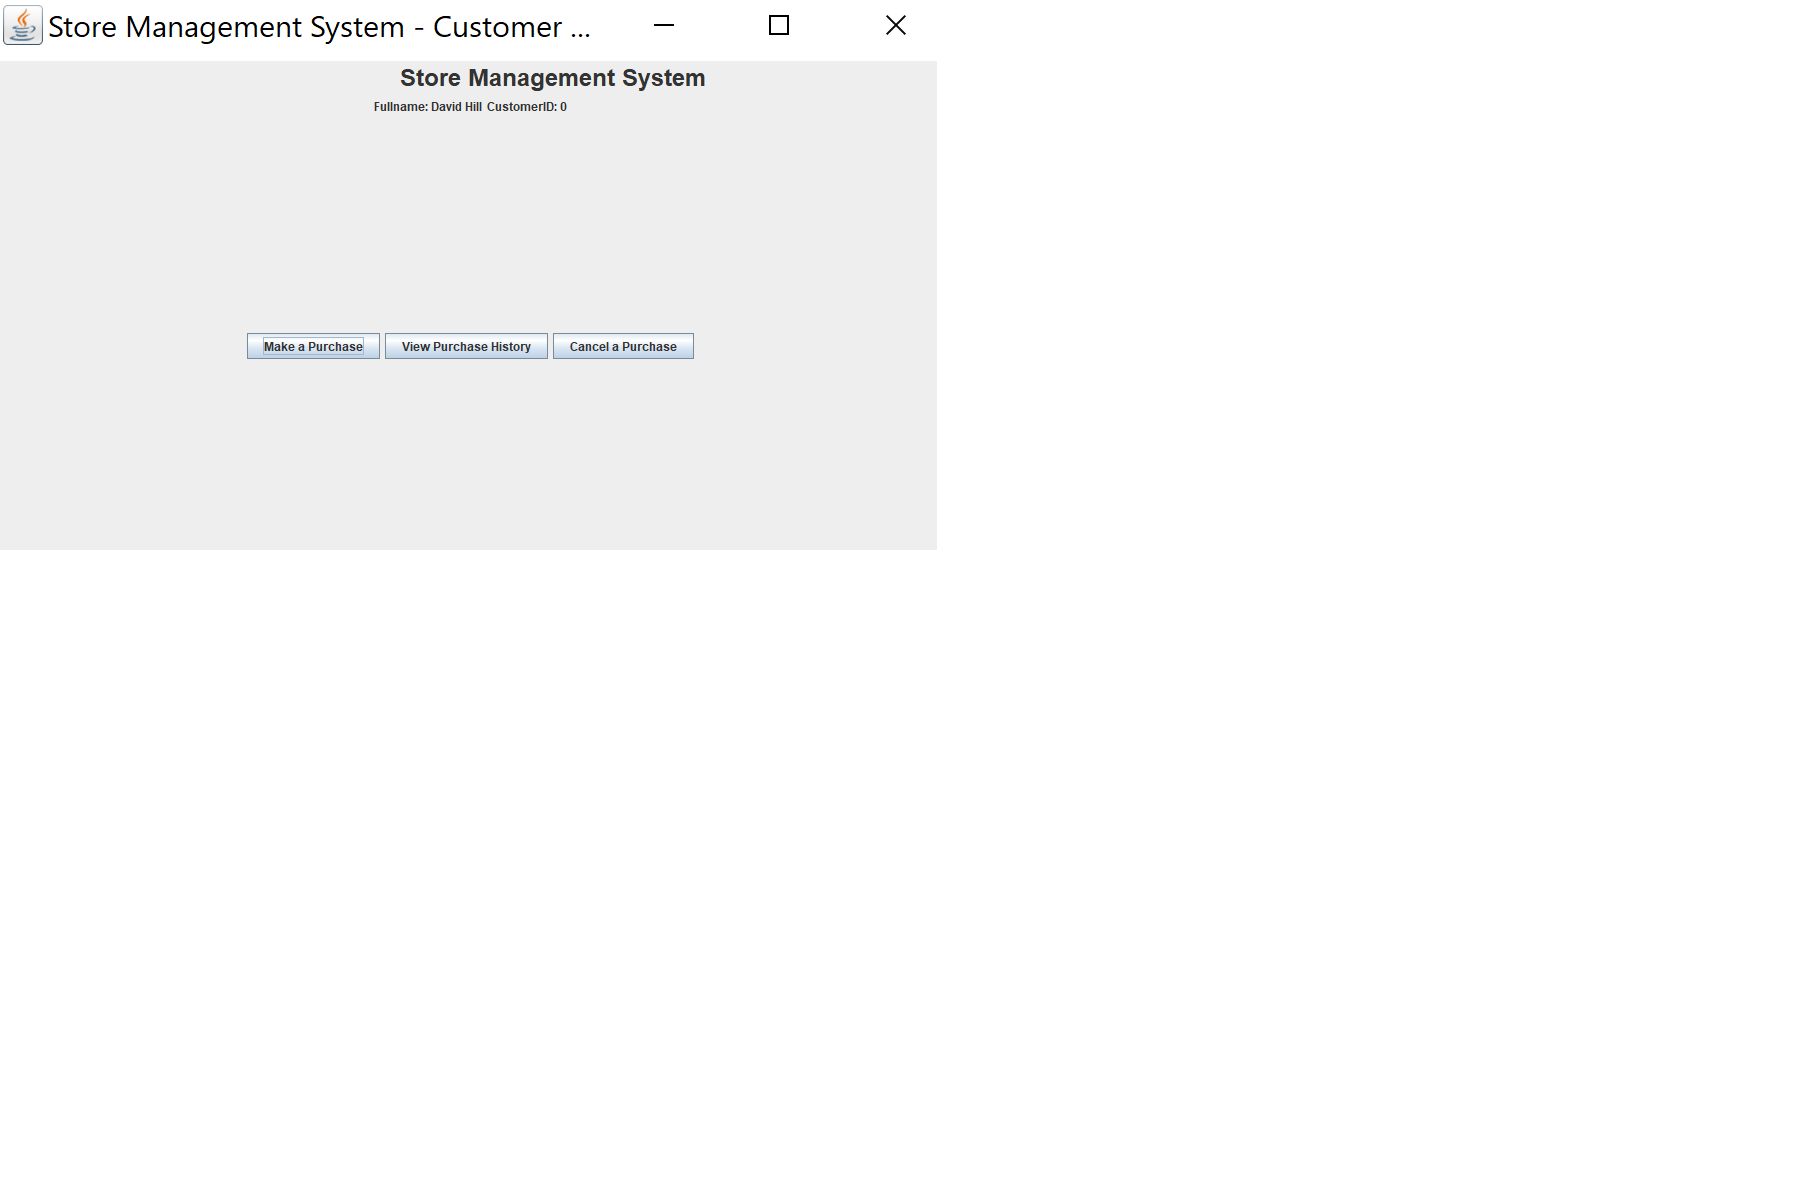 Store Management System - Customer ...
Store Management System
Fullname: David Hill CustomerID: 0
Make a Purchase View Purchase History Cancel a Purchase